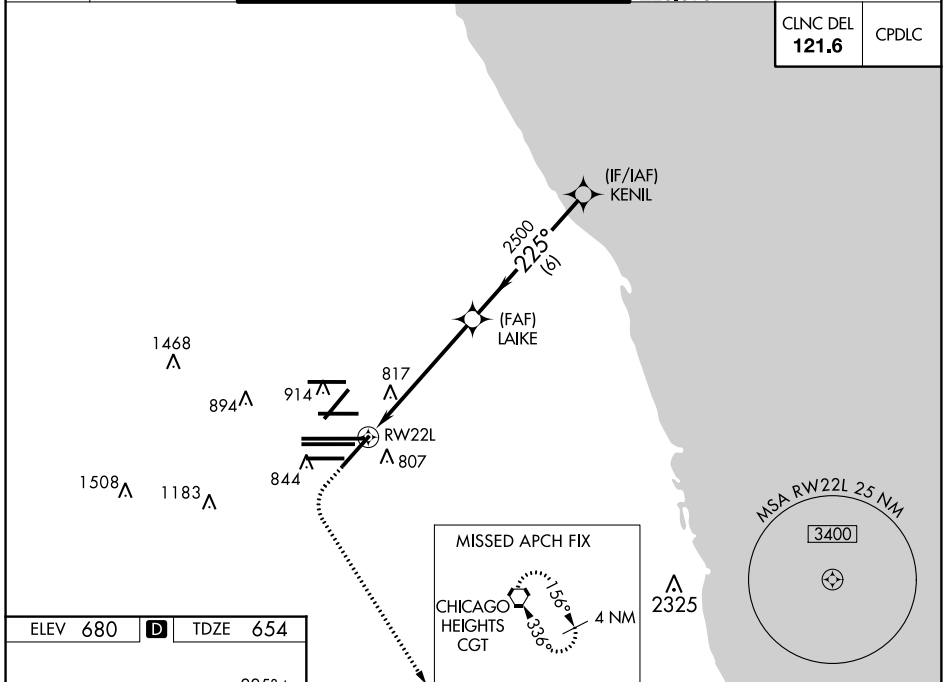 CLNC DEL
121.6
CPDLC
(IF/IAF)
KENIL
2500
225°
(6)
(FAF)
LAIKE
1468
894
914
817
RW22L
807
844
1508
1183
MSA RW22L 25 NM
3400
MISSED APCH FIX
CHICAGO
HEIGHTS
CGT
156°
336°
4 NM
2325
ELEV 680
D
TDZE 654